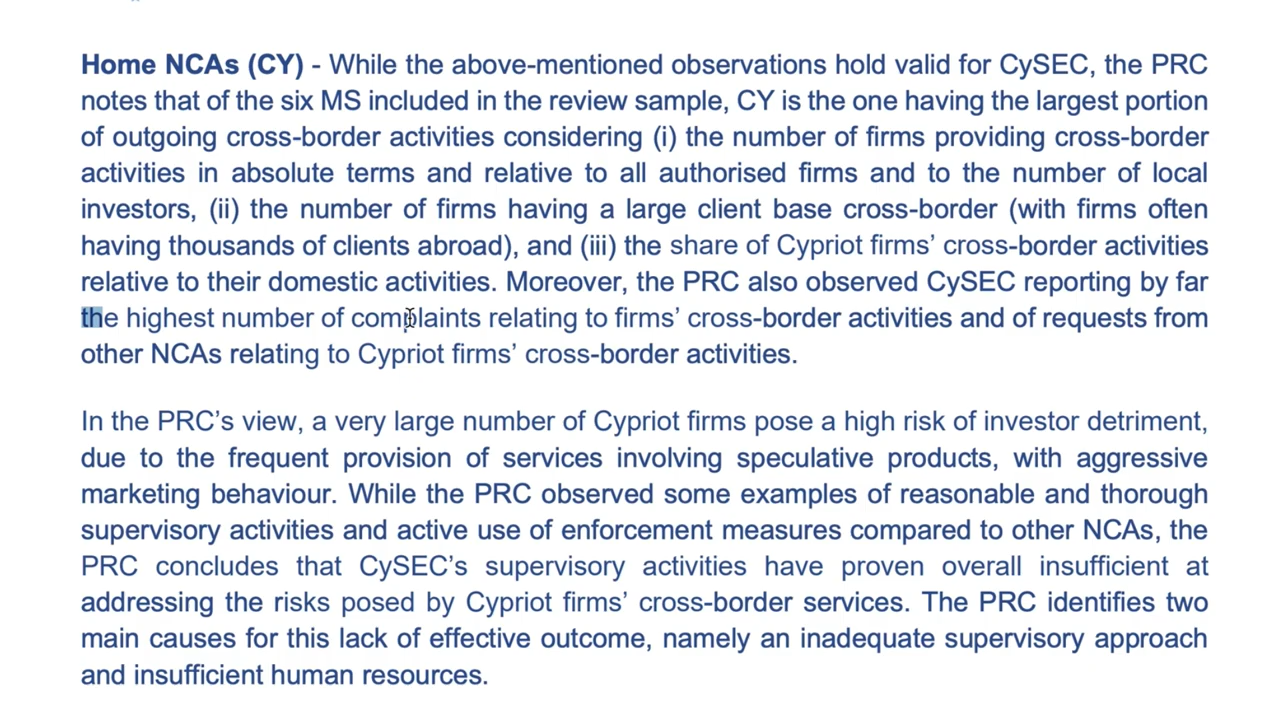 Home NCAs (CY) - While the above-mentioned observations hold valid for CySEC, the PRC
notes that of the six MS included in the review sample, CY is the one having the largest portion
of outgoing cross-border activities considering (i) the number of firms providing cross-border
activities in absolute terms and relative to all authorised firms and to the number of local
investors, (ii) the number of firms having a large client base cross-border (with firms often
having thousands of clients abroad), and (iii) the share of Cypriot firms’ cross-border activities
relative to their domestic activities. Moreover, the PRC also observed CySEC reporting by far
the highest number of complaints relating to firms’ cross-border activities and of requests from
other NCAs relating to Cypriot firms’ cross-border activities.
In the PRC’s view, a very large number of Cypriot firms pose a high risk of investor detriment,
due to the frequent provision of services involving speculative products, with aggressive
marketing behaviour. While the PRC observed some examples of reasonable and thorough
supervisory activities and active use of enforcement measures compared to other NCAs, the
PRC concludes that CySEC’s supervisory activities have proven overall insufficient at
addressing the risks posed by Cypriot firms’ cross-border services. The PRC identifies two
main causes for this lack of effective outcome, namely an inadequate supervisory approach
and insufficient human resources.